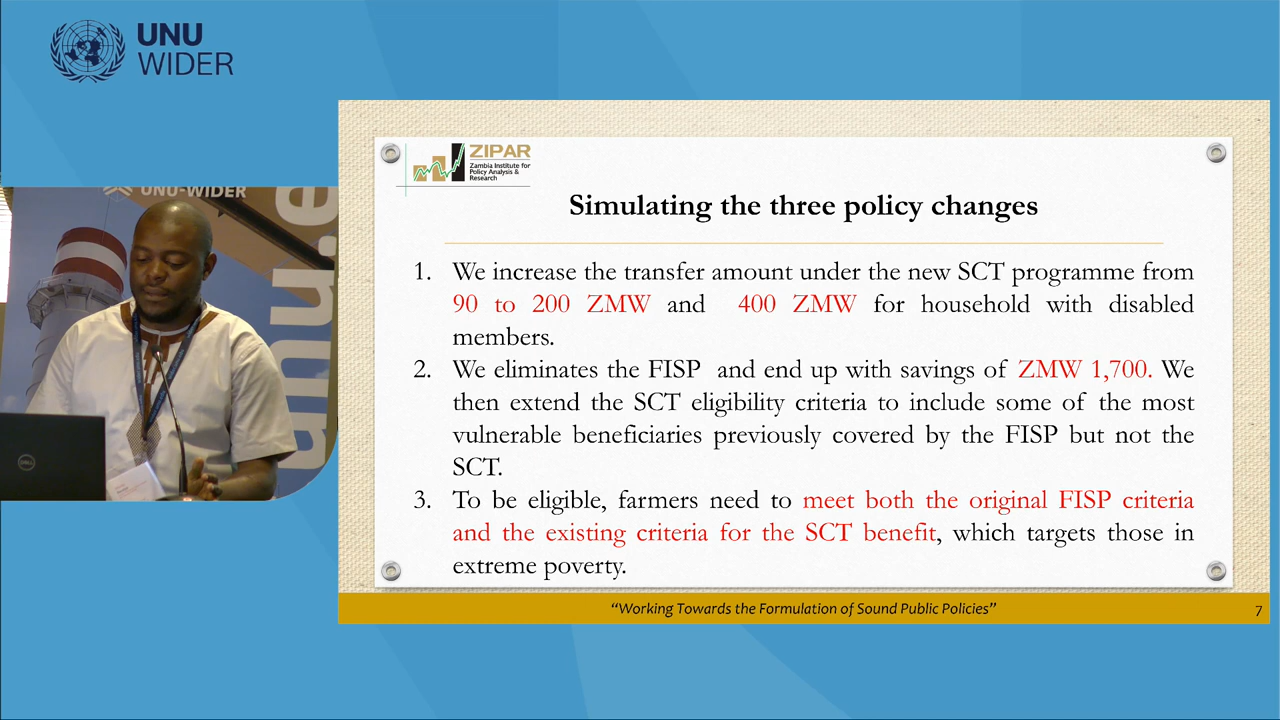 UNU
WIDER
UNU-WIDER
unu.e
DELL
ZIPAR
Zambia Institute for
Policy Analysis &
Research
Simulating the three policy changes
1. We increase the transfer amount under the new SCT programme from
90 to 200 ZMW and 400 ZMW for household with disabled
members.
2. We eliminates the FISP and end up with savings of ZMW 1,700. We
then extend the SCT eligibility criteria to include some of the most
vulnerable beneficiaries previously covered by the FISP but not the
SCT.
3. To be eligible, farmers need to meet both the original FISP criteria
and the existing criteria for the SCT benefit, which targets those in
extreme poverty.
“Working Towards the Formulation of Sound Public Policies”
7